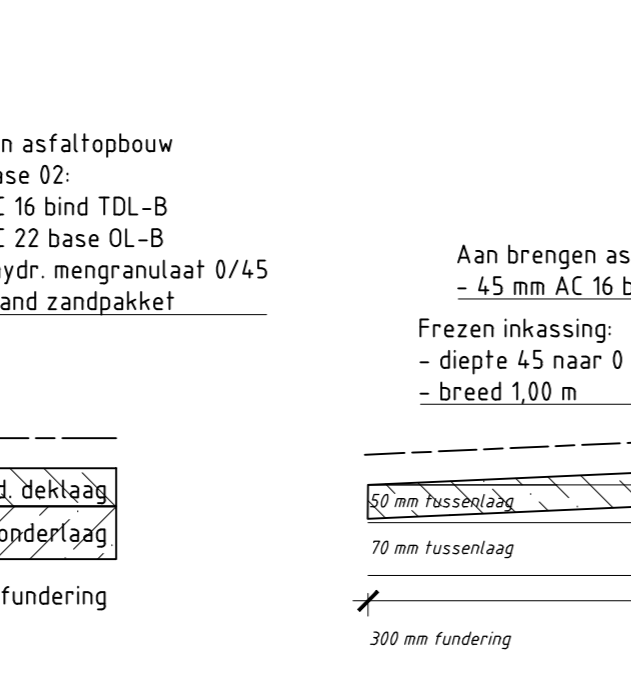 n asfaltopbouw
ase 02:
C 16 bind TDL-B
C 22 base OL-B
hydr. mengranulaat 0/45
and zandpakket
d. deklaag
onderlaag
fundering
Aan brengen as
- 45 mm AC 16 b
Frezen inkassing:
- diepte 45 naar 0
- breed 1,00 m
50 mm tussenlaag
70 mm tussenlaag
300 mm fundering